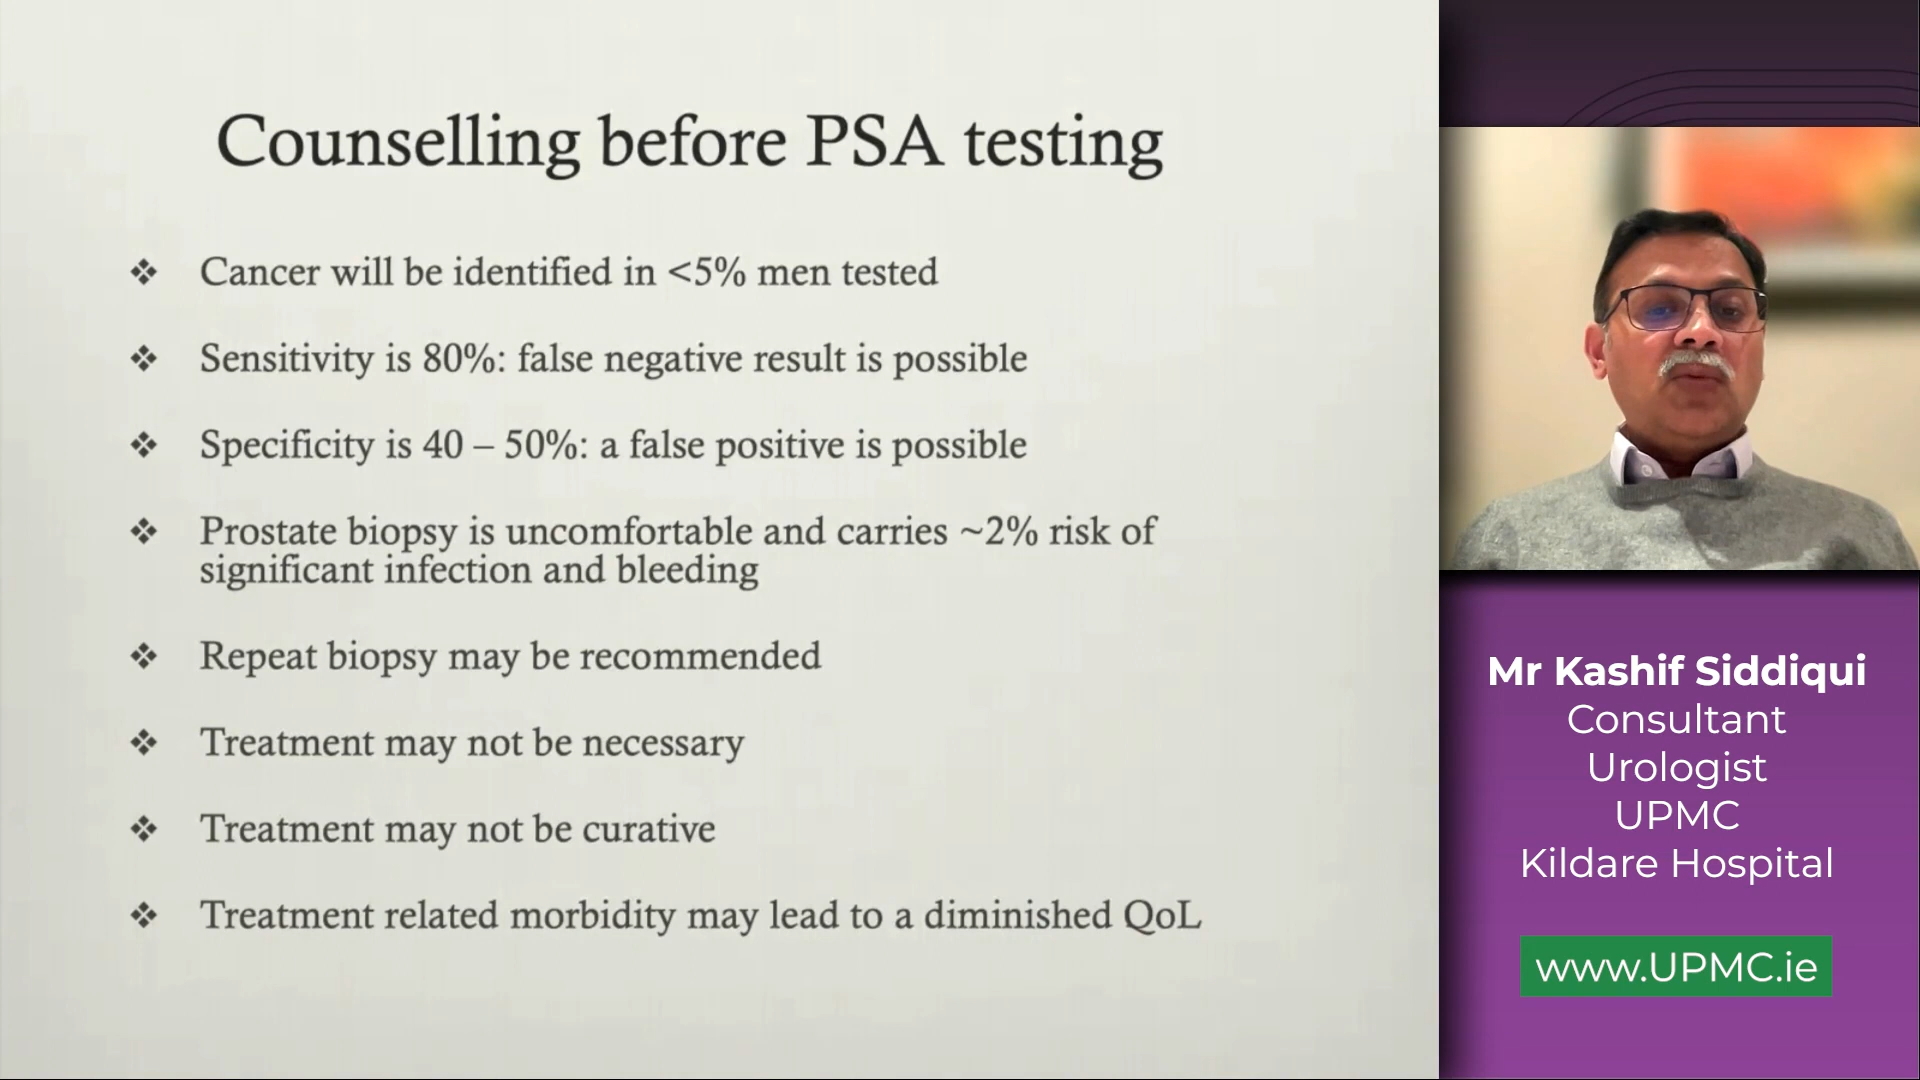 Counselling before PSA testing
❖ Cancer will be identified in <5% men tested
❖ Sensitivity is 80%: false negative result is possible
❖ Specificity is 40 – 50%: a false positive is possible
❖ Prostate biopsy is uncomfortable and carries ~2% risk of
significant infection and bleeding
❖ Repeat biopsy may be recommended
❖ Treatment may not be necessary
❖ Treatment may not be curative
❖ Treatment related morbidity may lead to a diminished QoL
Mr Kashif Siddiqui
Consultant
Urologist
UPMC
Kildare Hospital
www.UPMC.ie